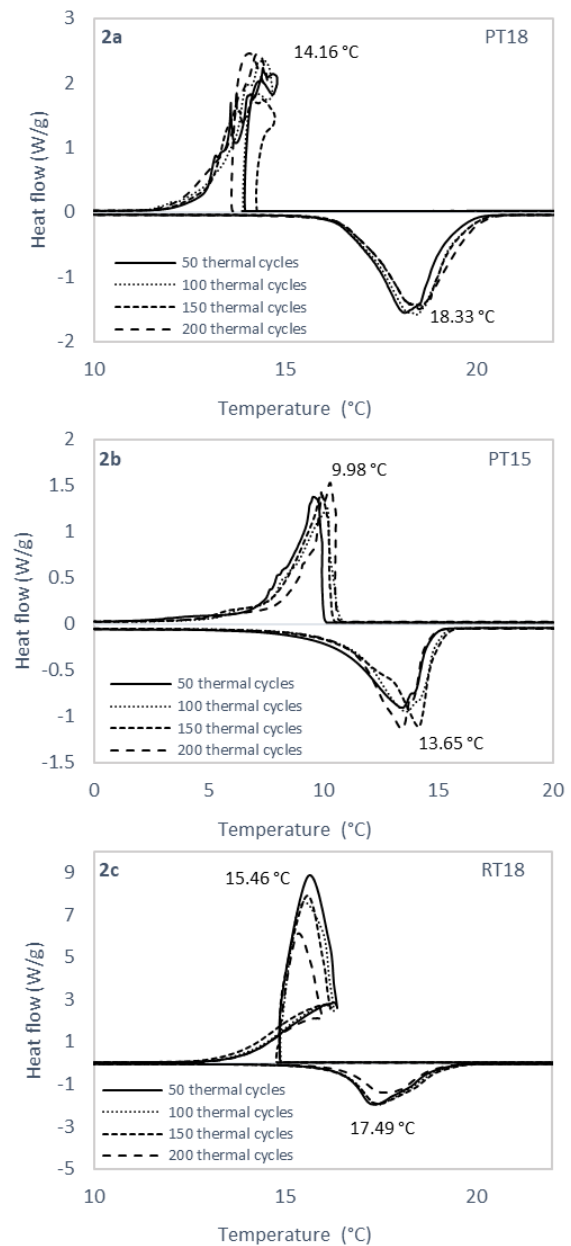 2a
PT18
14.16 °C
3
2
1
0
-1
-2
Heat flow (W/g)
50 thermal cycles
100 thermal cycles
150 thermal cycles
200 thermal cycles
18.33 °C
10
15
20
Temperature (°C)
2b
PT15
9.98 °C
2
1.5
1
0.5
0
-0.5
-1
-1.5
Heat flow (W/g)
50 thermal cycles
100 thermal cycles
150 thermal cycles
200 thermal cycles
13.65 °C
0
5
10
15
20
Temperature (°C)
2c
RT18
15.46 °C
9
7
5
3
1
-1
-3
-5
Heat flow (W/g)
50 thermal cycles
100 thermal cycles
150 thermal cycles
200 thermal cycles
17.49 °C
10
15
20
Temperature (°C)